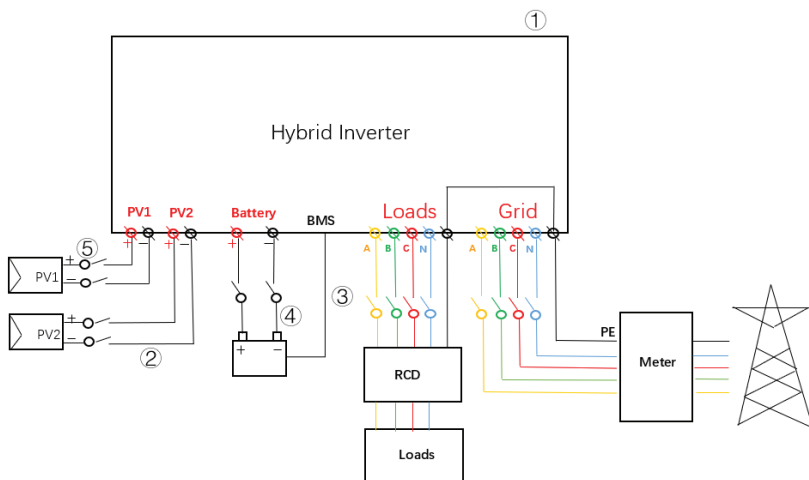 ①
Hybrid Inverter
PV1 PV2 Battery BMS Loads Grid
+ − + − + −
A B C N A B C N
⑤
+
− PV1
+
− PV2
②
③
④
+ −
RCD
Loads
PE
Meter